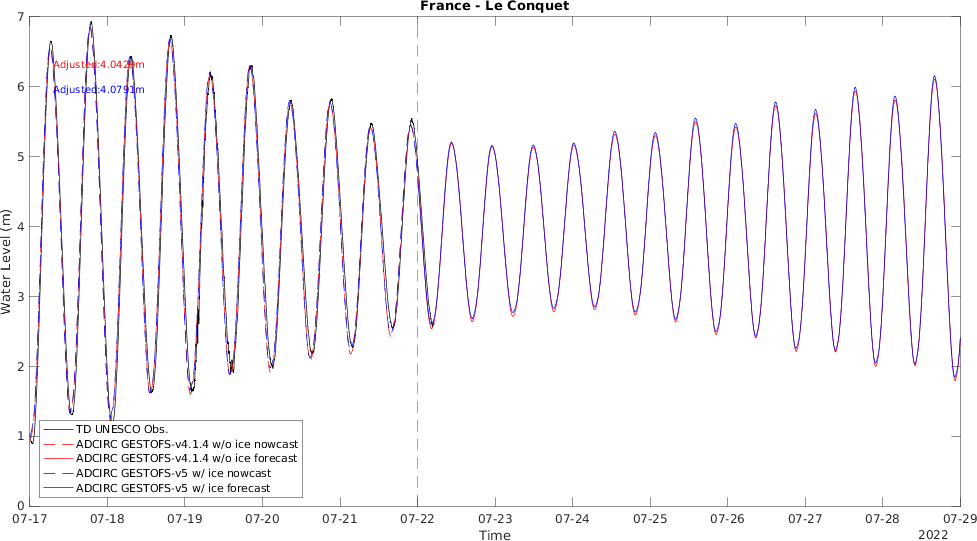 France - Le Conquet
7
6
5
4
3
2
1
0
Water Level (m)
Adjusted:4.0429m
Adjusted:4.0791m
TD UNESCO Obs.
ADCIRC GESTOFS-v4.1.4 w/o ice nowcast
ADCIRC GESTOFS-v4.1.4 w/o ice forecast
ADCIRC GESTOFS-v5 w/ ice nowcast
ADCIRC GESTOFS-v5 w/ ice forecast
07-17 07-18 07-19 07-20 07-21 07-22 07-23 07-24 07-25 07-26 07-27 07-28 07-29
Time
2022